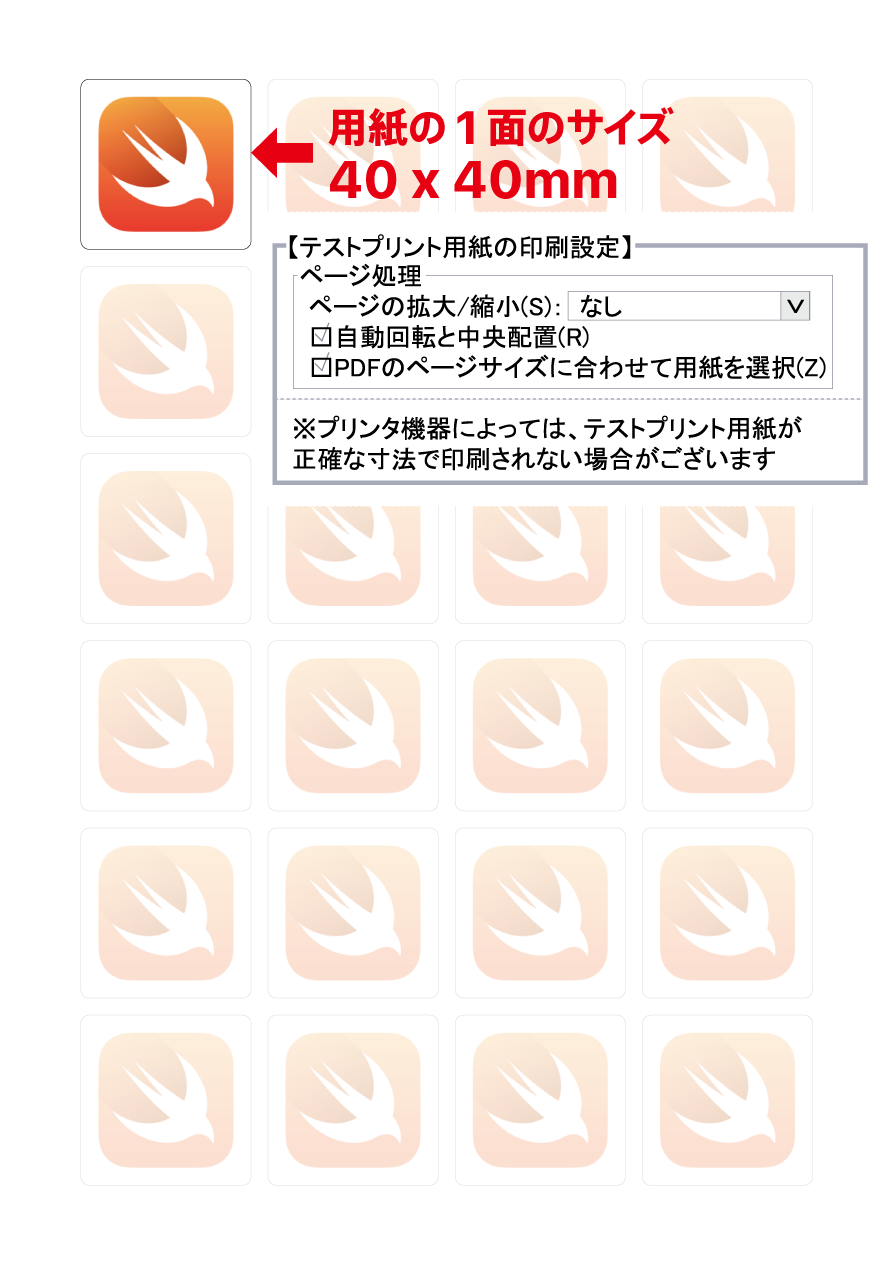 用紙の１面のサイズ
40 x 40mm
【テストプリント用紙の印刷設定】
ページ処理
ページの拡大/縮小(S): なし
自動回転と中央配置(R)
PDFのページサイズに合わせて用紙を選択(Z)
※プリンタ機器によっては、テストプリント用紙が
正確な寸法で印刷されない場合がございます